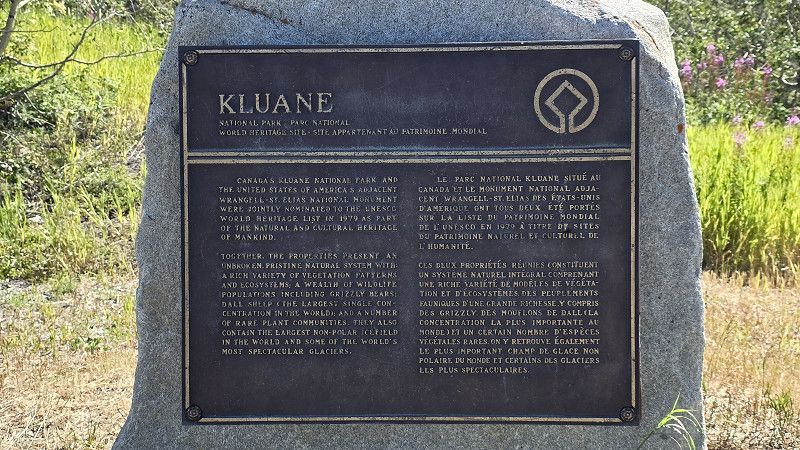 KLUANE
NATIONAL PARK · PARC NATIONAL
WORLD HERITAGE SITE · SITE APPARTENANT AU PATRIMOINE MONDIAL
CANADA'S KLUANE NATIONAL PARK AND
THE UNITED STATES OF AMERICA'S ADJACENT
WRANGELL-ST. ELIAS NATIONAL MONUMENT
WERE JOINTLY NOMINATED TO THE UNESCO
WORLD HERITAGE LIST IN 1979 AS PART
OF THE NATURAL AND CULTURAL HERITAGE
OF MANKIND.
TOGETHER, THE PROPERTIES PRESENT AN
UNBROKEN, PRISTINE NATURAL SYSTEM WITH
A RICH VARIETY OF VEGETATION PATTERNS
AND ECOSYSTEMS; A WEALTH OF WILDLIFE
POPULATIONS, INCLUDING GRIZZLY BEARS;
DALL SHEEP (THE LARGEST SINGLE CON-
CENTRATION IN THE WORLD); AND A NUMBER
OF RARE PLANT COMMUNITIES. THEY ALSO
CONTAIN THE LARGEST NON-POLAR ICEFIELD
IN THE WORLD AND SOME OF THE WORLD'S
MOST SPECTACULAR GLACIERS.
LE PARC NATIONAL KLUANE SITUÉ AU
CANADA ET LE MONUMENT NATIONAL ADJA-
CENT WRANGELL-ST. ELIAS DES ÉTATS-UNIS
D'AMÉRIQUE ONT TOUS DEUX ÉTÉ PORTÉS
SUR LA LISTE DU PATRIMOINE MONDIAL
DE L'UNESCO EN 1979 À TITRE DE SITES
DU PATRIMOINE NATUREL ET CULTUREL DE
L'HUMANITÉ.
CES DEUX PROPRIÉTÉS RÉUNIES CONSTITUENT
UN SYSTÈME NATUREL INTÉGRAL COMPRENANT
UNE RICHE VARIÉTÉ DE MODÈLES DE VÉGÉTA-
TION ET D'ÉCOSYSTÈMES, DES PEUPLEMENTS
FAUNIQUES D'UNE GRANDE RICHESSE, Y COMPRIS
DES GRIZZLY, DES MOUFLONS DE DALL (LA
CONCENTRATION LA PLUS IMPORTANTE AU
MONDE) ET UN CERTAIN NOMBRE D'ESPÈCES
VÉGÉTALES RARES. ON Y RETROUVE ÉGALEMENT
LE PLUS IMPORTANT CHAMP DE GLACE NON
POLAIRE DU MONDE ET CERTAINS DES GLACIERS
LES PLUS SPECTACULAIRES.